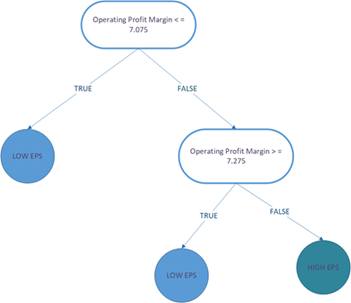 Operating Profit Margin < =
7.075
TRUE
FALSE
LOW EPS
Operating Profit Margin > =
7.275
TRUE
FALSE
LOW EPS
HIGH EPS